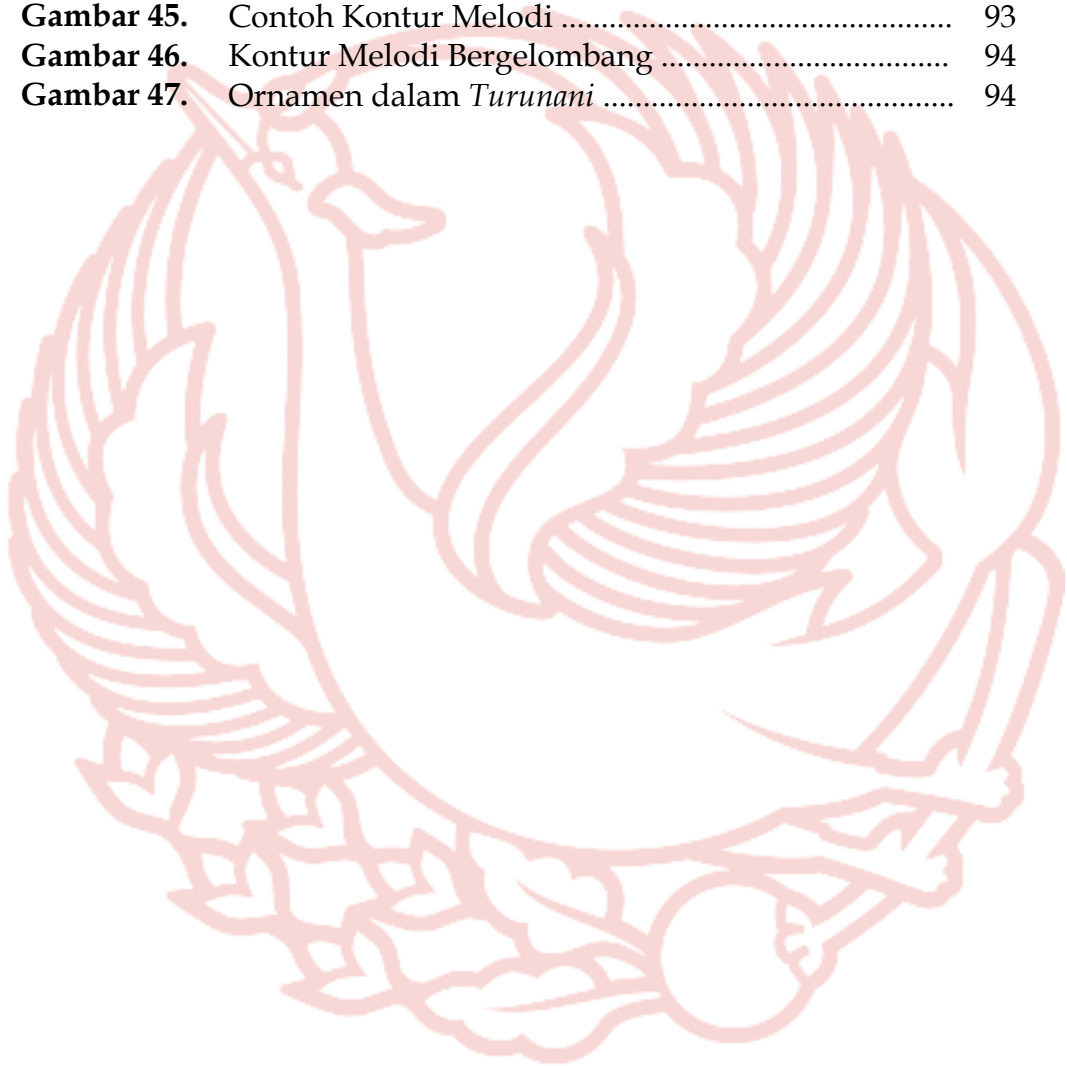 Gambar 45. Contoh Kontur Melodi ................................................. 93
Gambar 46. Kontur Melodi Bergelombang .................................... 94
Gambar 47. Ornamen dalam Turunani ............................................ 94